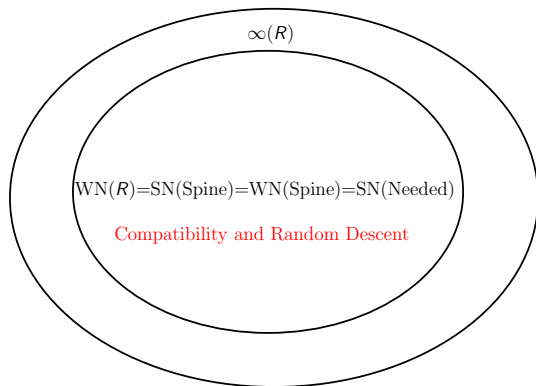 ∞(R)
WN(R)=SN(Spine)=WN(Spine)=SN(Needed)
Compatibility and Random Descent